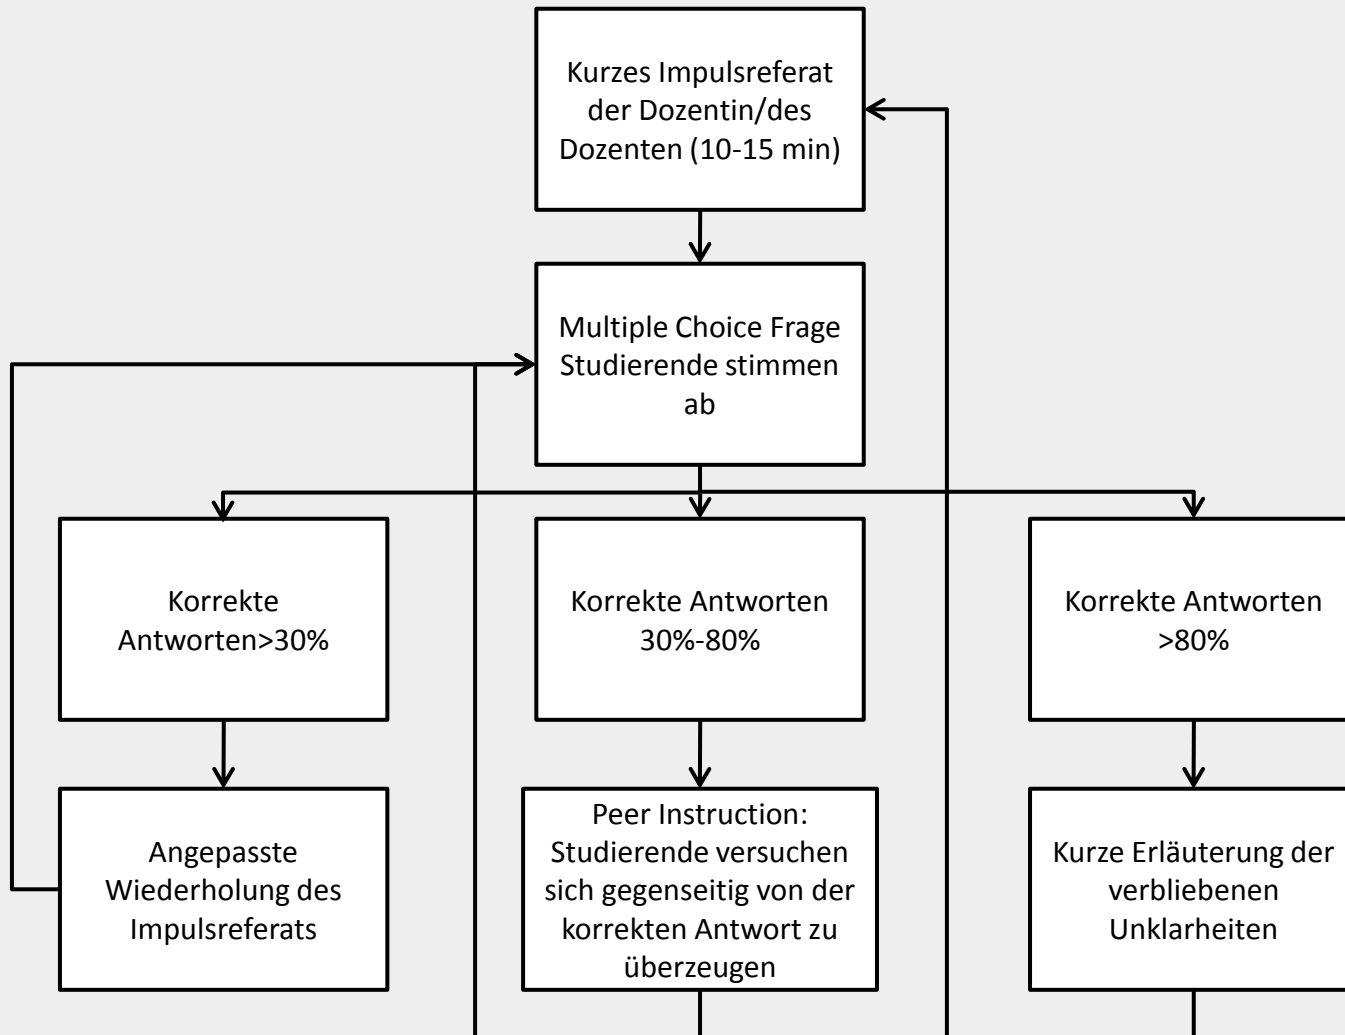 Kurzes Impulsreferat
der Dozentin/des
Dozenten (10-15 min)
Multiple Choice Frage
Studierende stimmen
ab
Korrekte
Antworten>30%
Korrekte Antworten
30%-80%
Korrekte Antworten
>80%
Angepasste
Wiederholung des
Impulsreferats
Peer Instruction:
Studierende versuchen
sich gegenseitig von der
korrekten Antwort zu
überzeugen
Kurze Erläuterung der
verbliebenen
Unklarheiten